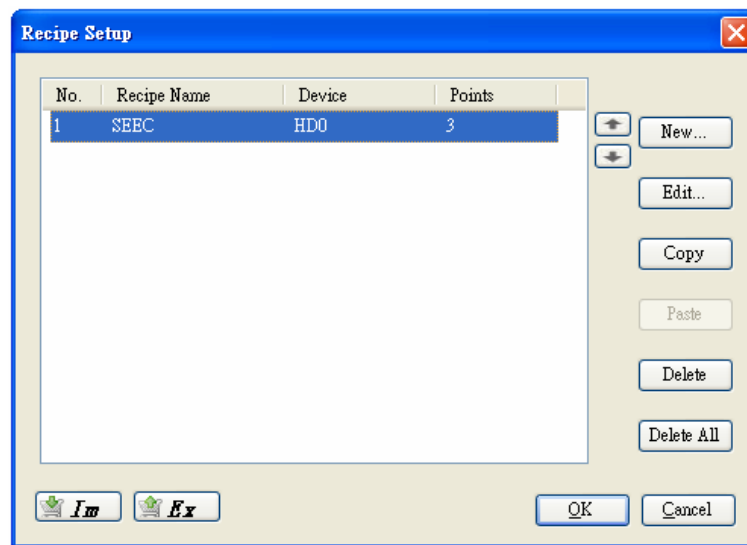 Recipe Setup
No. Recipe Name Device Points
1 SEEC HD0 3
New...
Edit...
Copy
Paste
Delete
Delete All
Im Ex OK Cancel